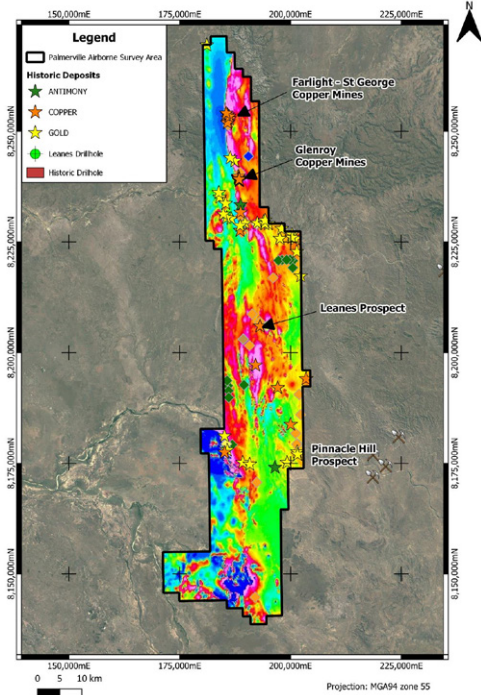 150,000mE 175,000mE 200,000mE
N
Legend
Palmerville Airborne Survey Area
Historic Deposits
ANTIMONY
COPPER
GOLD
Leanes Drillhole
Historic Drillhole
Farlight - St George
Copper Mines
Glenroy
Copper Mines
Leanes Prospect
Pinnacle Hill
Prospect
8,250,000mN 8,250,000mN
8,225,000mN 8,225,000mN
8,200,000mN 8,200,000mN
8,175,000mN 8,175,000mN
8,150,000mN 8,150,000mN
150,000mE 175,000mE 200,000mE
0 5 10 km
Projection: MGA94 zone 55